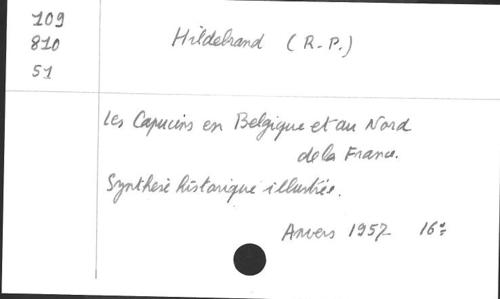 109
810
51
Hildebrand (R.P.)
Les Capucins en Belgique et au Nord
de la France.
Synthese historique illustrée.
Anvers 1957 16°